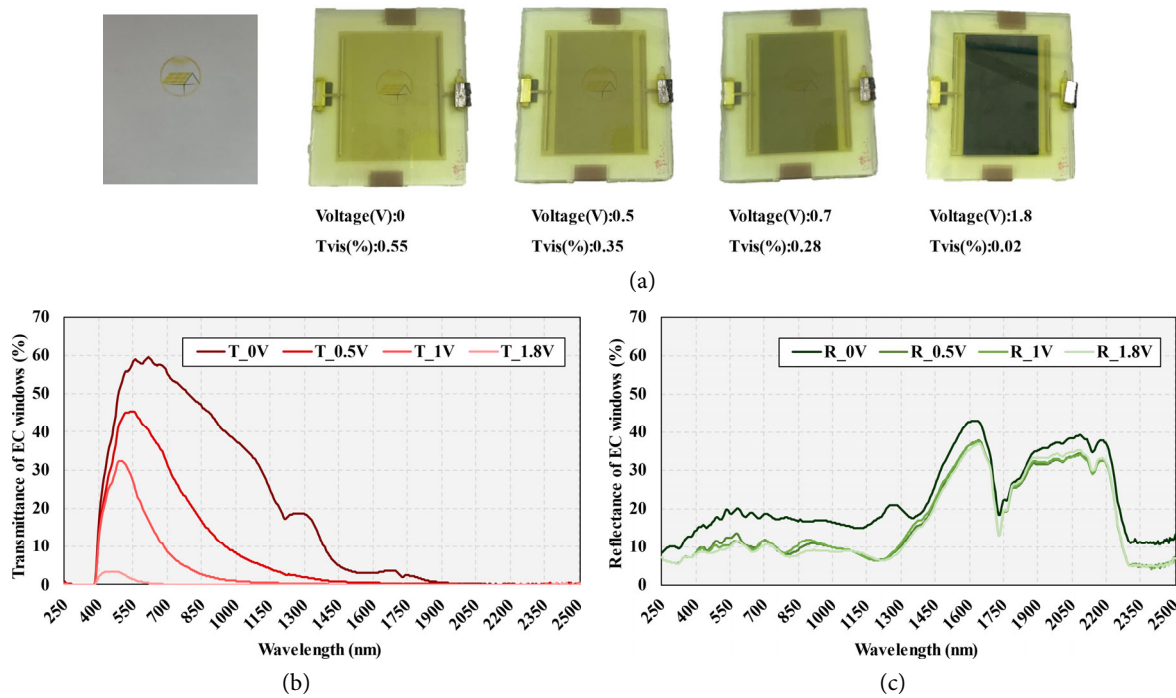 Voltage(V):0
Voltage(V):0.5
Voltage(V):0.7
Voltage(V):1.8
Tvis(%):0.55
Tvis(%):0.35
Tvis(%):0.28
Tvis(%):0.02
(a)
Transmittance of EC windows (%)
70
60
50
40
30
20
10
0
T_0V T_0.5V T_1V T_1.8V
250 400 550 700 850 1000 1150 1300 1450 1600 1750 1900 2050 2200 2350 2500
Wavelength (nm)
(b)
Reflectance of EC windows (%)
70
60
50
40
30
20
10
0
R_0V R_0.5V R_1V R_1.8V
250 400 550 700 850 1000 1150 1300 1450 1600 1750 1900 2050 2200 2350 2500
Wavelength (nm)
(c)